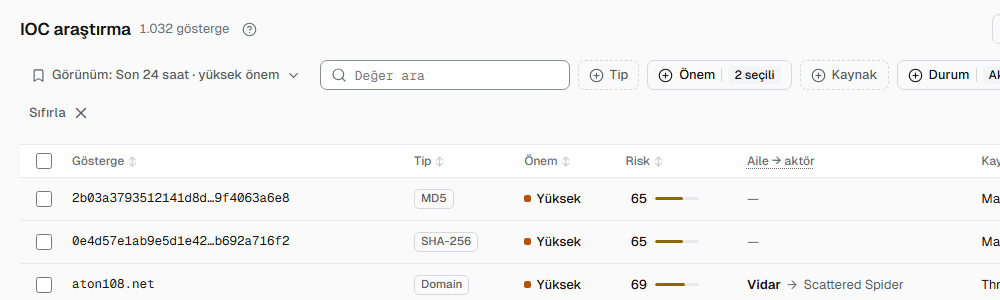 IOC araştırma 1.032 gösterge
Görünüm: Son 24 saat · yüksek önem Değer ara Tip Önem 2 seçili Kaynak Durum
Sıfırla
Gösterge Tip Önem Risk Aile → aktör
2b03a3793512141d8d…9f4063a6e8 MD5 Yüksek 65 —
0e4d57e1ab9e5d1e42…b692a716f2 SHA-256 Yüksek 65 —
aton108.net Domain Yüksek 69 Vidar → Scattered Spider